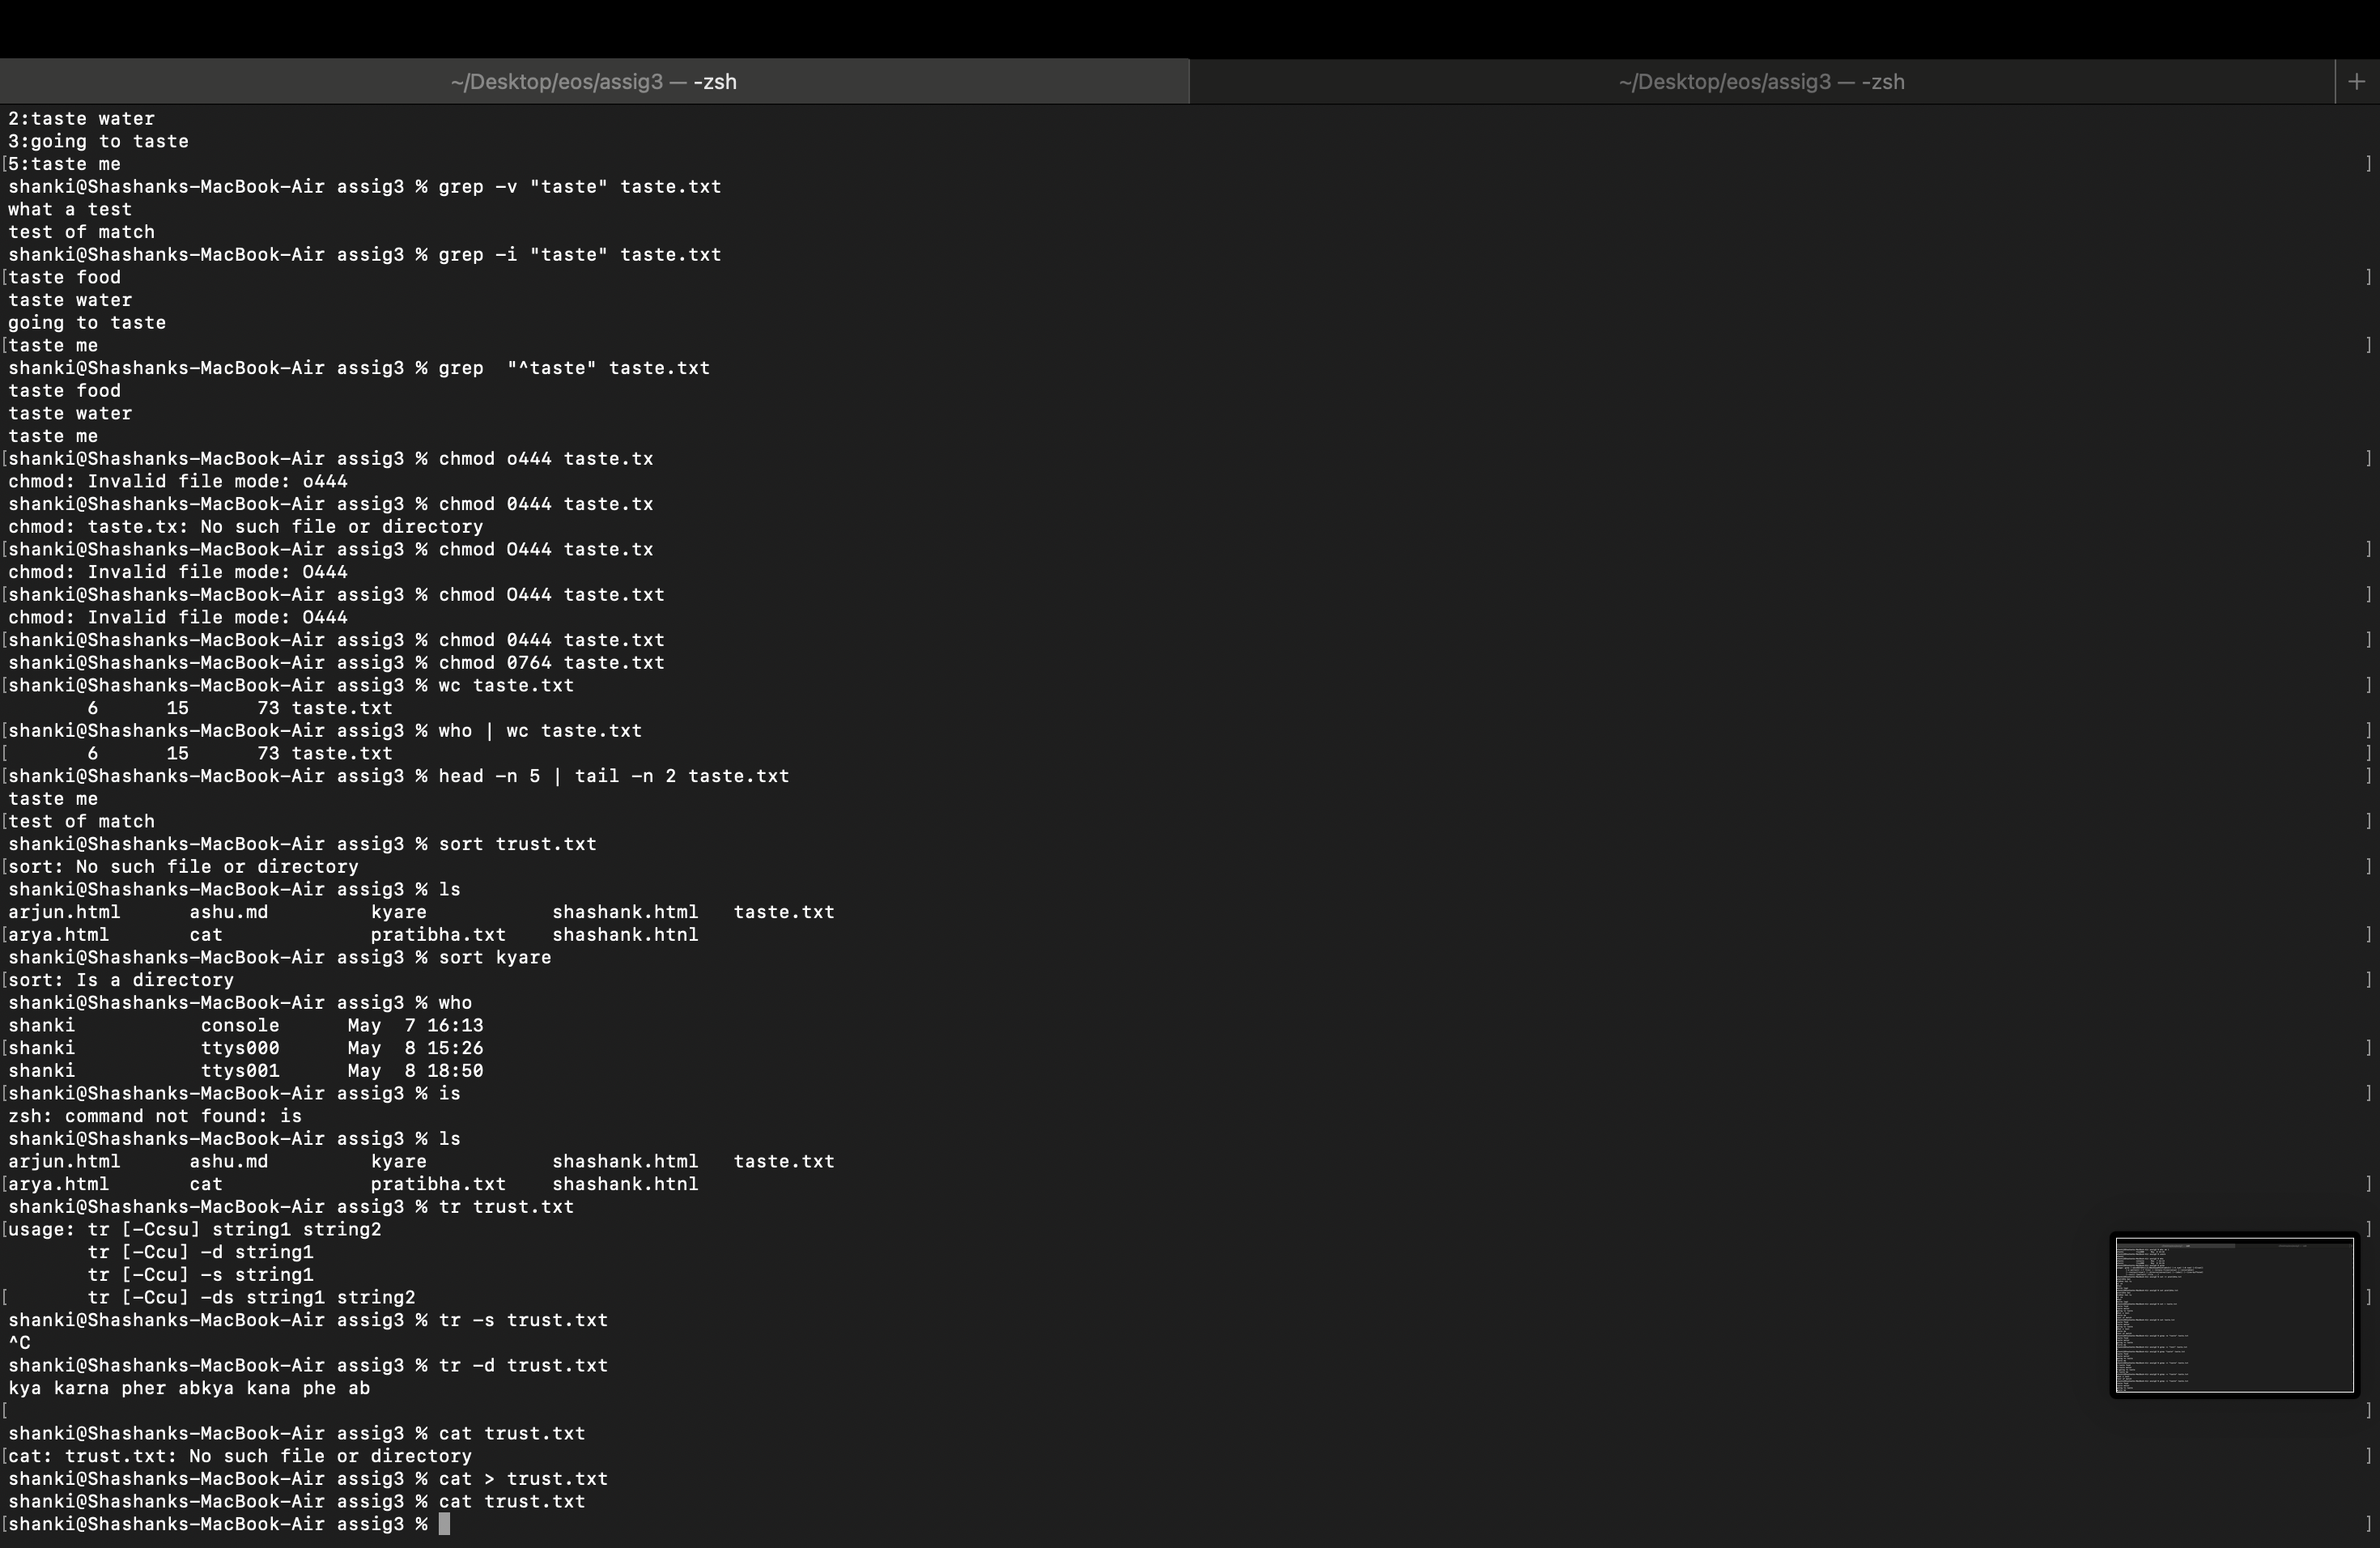 ~/Desktop/eos/assig3 — -zsh
~/Desktop/eos/assig3 — -zsh
+
2:taste water
3:going to taste
[5:taste me ]
shanki@Shashanks-MacBook-Air assig3 % grep -v "taste" taste.txt
what a test
test of match
shanki@Shashanks-MacBook-Air assig3 % grep -i "taste" taste.txt
[taste food ]
taste water
going to taste
[taste me ]
shanki@Shashanks-MacBook-Air assig3 % grep  "^taste" taste.txt
taste food
taste water
taste me
[shanki@Shashanks-MacBook-Air assig3 % chmod o444 taste.tx ]
chmod: Invalid file mode: o444
shanki@Shashanks-MacBook-Air assig3 % chmod 0444 taste.tx
chmod: taste.tx: No such file or directory
[shanki@Shashanks-MacBook-Air assig3 % chmod O444 taste.tx ]
chmod: Invalid file mode: O444
[shanki@Shashanks-MacBook-Air assig3 % chmod O444 taste.txt ]
chmod: Invalid file mode: O444
[shanki@Shashanks-MacBook-Air assig3 % chmod 0444 taste.txt ]
shanki@Shashanks-MacBook-Air assig3 % chmod 0764 taste.txt
[shanki@Shashanks-MacBook-Air assig3 % wc taste.txt ]
6 15 73 taste.txt
[shanki@Shashanks-MacBook-Air assig3 % who | wc taste.txt ]
[ 6 15 73 taste.txt ]
[shanki@Shashanks-MacBook-Air assig3 % head -n 5 | tail -n 2 taste.txt ]
taste me
[test of match ]
shanki@Shashanks-MacBook-Air assig3 % sort trust.txt
[sort: No such file or directory ]
shanki@Shashanks-MacBook-Air assig3 % ls
arjun.html ashu.md kyare shashank.html taste.txt
[arya.html cat pratibha.txt shashank.htnl ]
shanki@Shashanks-MacBook-Air assig3 % sort kyare
[sort: Is a directory ]
shanki@Shashanks-MacBook-Air assig3 % who
shanki console May 7 16:13
[shanki ttys000 May 8 15:26 ]
shanki ttys001 May 8 18:50
[shanki@Shashanks-MacBook-Air assig3 % is ]
zsh: command not found: is
shanki@Shashanks-MacBook-Air assig3 % ls
arjun.html ashu.md kyare shashank.html taste.txt
[arya.html cat pratibha.txt shashank.htnl ]
shanki@Shashanks-MacBook-Air assig3 % tr trust.txt
[usage: tr [-Ccsu] string1 string2 ]
tr [-Ccu] -d string1
tr [-Ccu] -s string1
[ tr [-Ccu] -ds string1 string2 ]
shanki@Shashanks-MacBook-Air assig3 % tr -s trust.txt
^C
shanki@Shashanks-MacBook-Air assig3 % tr -d trust.txt
kya karna pher abkya kana phe ab
[ ]
shanki@Shashanks-MacBook-Air assig3 % cat trust.txt
[cat: trust.txt: No such file or directory ]
shanki@Shashanks-MacBook-Air assig3 % cat > trust.txt
shanki@Shashanks-MacBook-Air assig3 % cat trust.txt
[shanki@Shashanks-MacBook-Air assig3 % ]